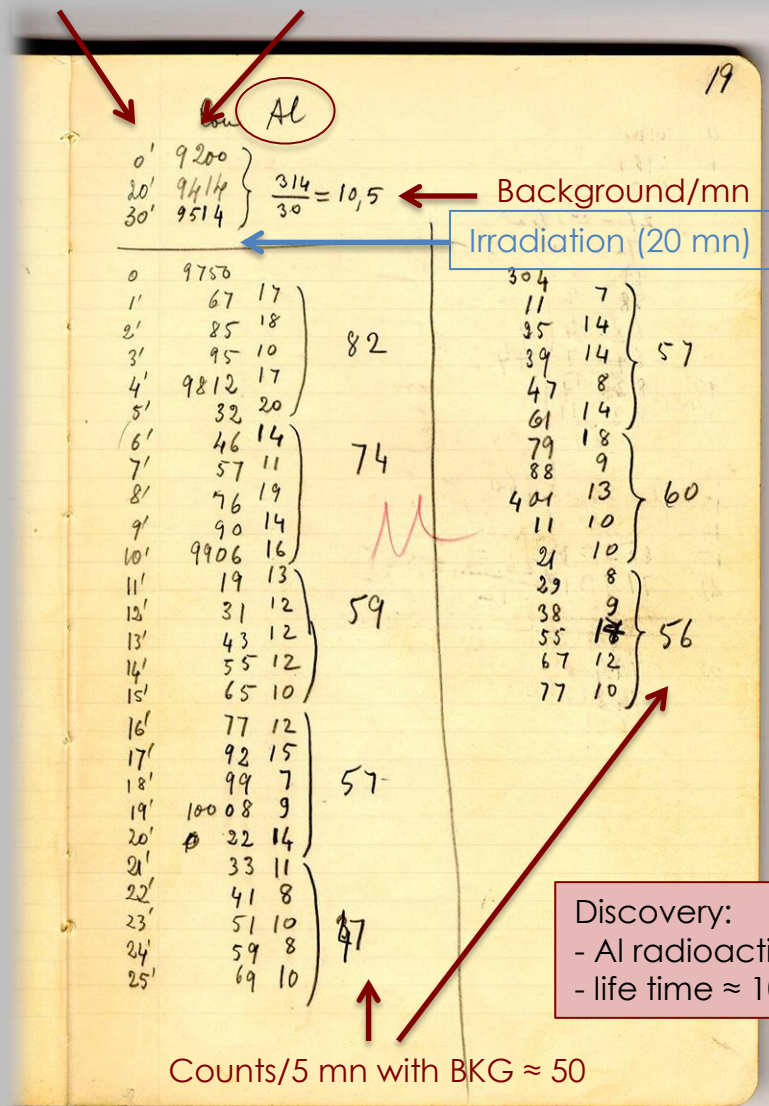 19
Al
0' 9200
20' 9414 314/30 = 10,5 Background/mn
30' 9514
Irradiation (20 mn)
0 9750
1' 67 17
2' 85 18
3' 95 10
4' 9812 17
5' 32 20
82
6' 46 14
7' 57 11
8' 76 19
9' 90 14
10' 9906 16
74
11' 19 13
12' 31 12
13' 43 12
14' 55 12
15' 65 10
59
16' 77 12
17' 92 15
18' 99 7
19' 10008 9
20' 22 14
57
21' 33 11
22' 41 8
23' 51 10
24' 59 8
25' 69 10
47
304
11 7
25 14
39 14
47 8
61 14
57
79 18
88 9
401 13
11 10
21 10
60
29 8
38 9
55 17
67 12
77 10
56
Discovery:
- Al radioacti
- life time ≈ 10
Counts/5 mn with BKG ≈ 50